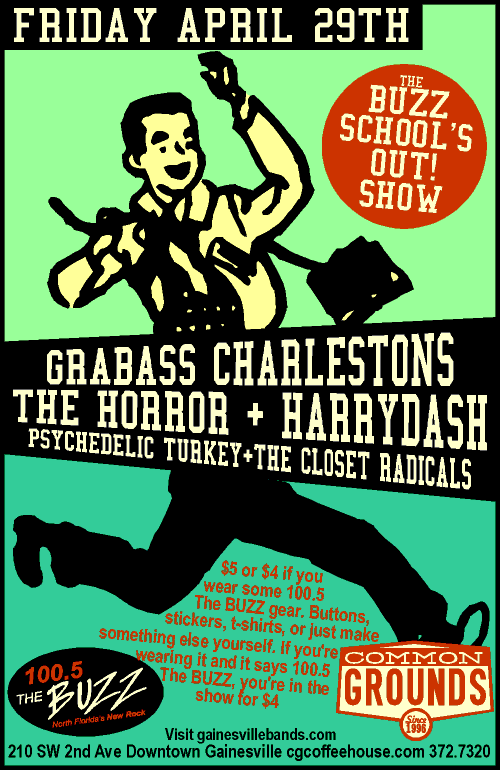 FRIDAY APRIL 29TH
THE
BUZZ
SCHOOL'S
OUT!
SHOW
GRABASS CHARLESTONS
THE HORROR + HARRYDASH
PSYCHEDELIC TURKEY+THE CLOSET RADICALS
$5 or $4 if you
wear some 100.5
The BUZZ gear. Buttons,
stickers, t-shirts, or just make
something else yourself. If you're
wearing it and it says 100.5
The BUZZ, you're in the
show for $4
100.5
THE BUZZ
North Florida's New Rock
COMMON
GROUNDS
Since
1996
Visit gainesvillebands.com
210 SW 2nd Ave Downtown Gainesville cgcoffeehouse.com 372.7320